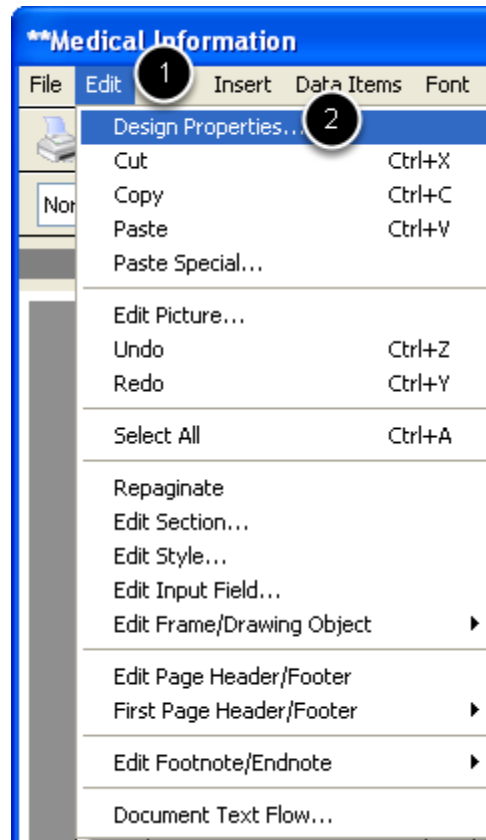 **Medical Information
File Edit Insert Data Items Font
1
Design Properties...
2
Cut Ctrl+X
Nor
Copy Ctrl+C
Paste Ctrl+V
Paste Special...
Edit Picture...
Undo Ctrl+Z
Redo Ctrl+Y
Select All Ctrl+A
Repaginate
Edit Section...
Edit Style...
Edit Input Field...
Edit Frame/Drawing Object
Edit Page Header/Footer
First Page Header/Footer
Edit Footnote/Endnote
Document Text Flow...